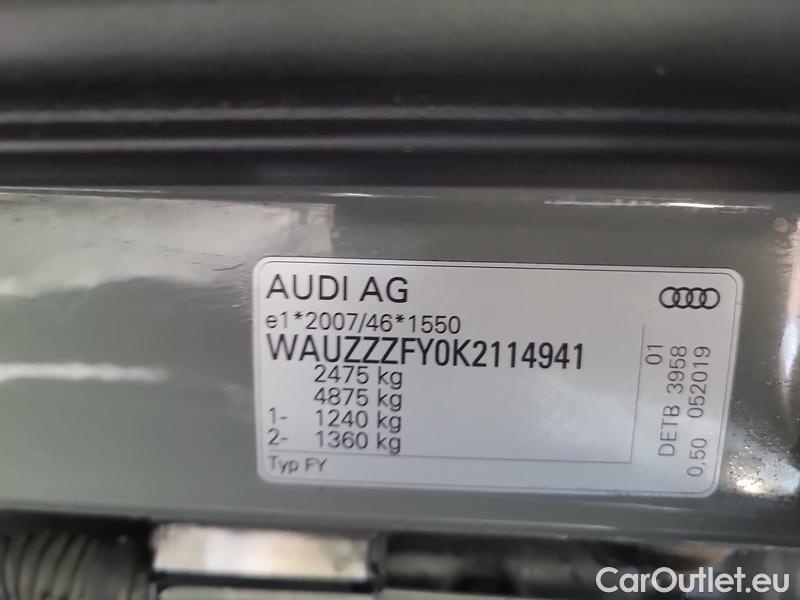 AUDI AG
e1*2007/46*1550
WAUZZZFY0K2114941
2475 kg
4875 kg
1- 1240 kg
2- 1360 kg
Typ FY
01
DETB 3958
0,50 052019
CarOutlet.eu